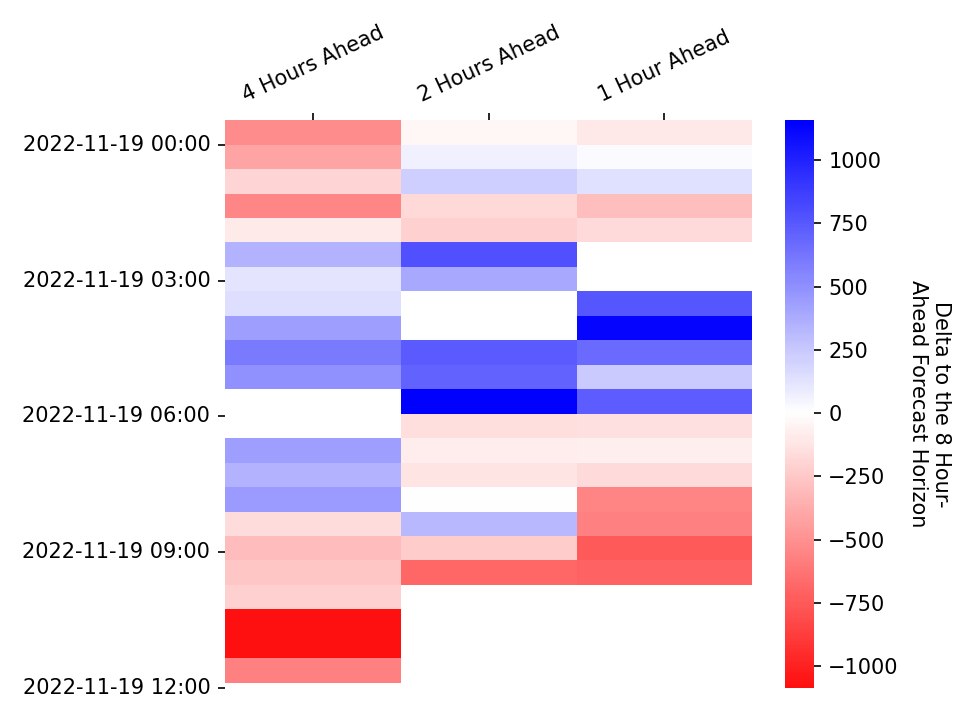 4 Hours Ahead
2 Hours Ahead
1 Hour Ahead
2022-11-19 00:00
2022-11-19 03:00
2022-11-19 06:00
2022-11-19 09:00
2022-11-19 12:00
1000
750
500
250
0
−250
−500
−750
−1000
Delta to the 8 Hour-
Ahead Forecast Horizon